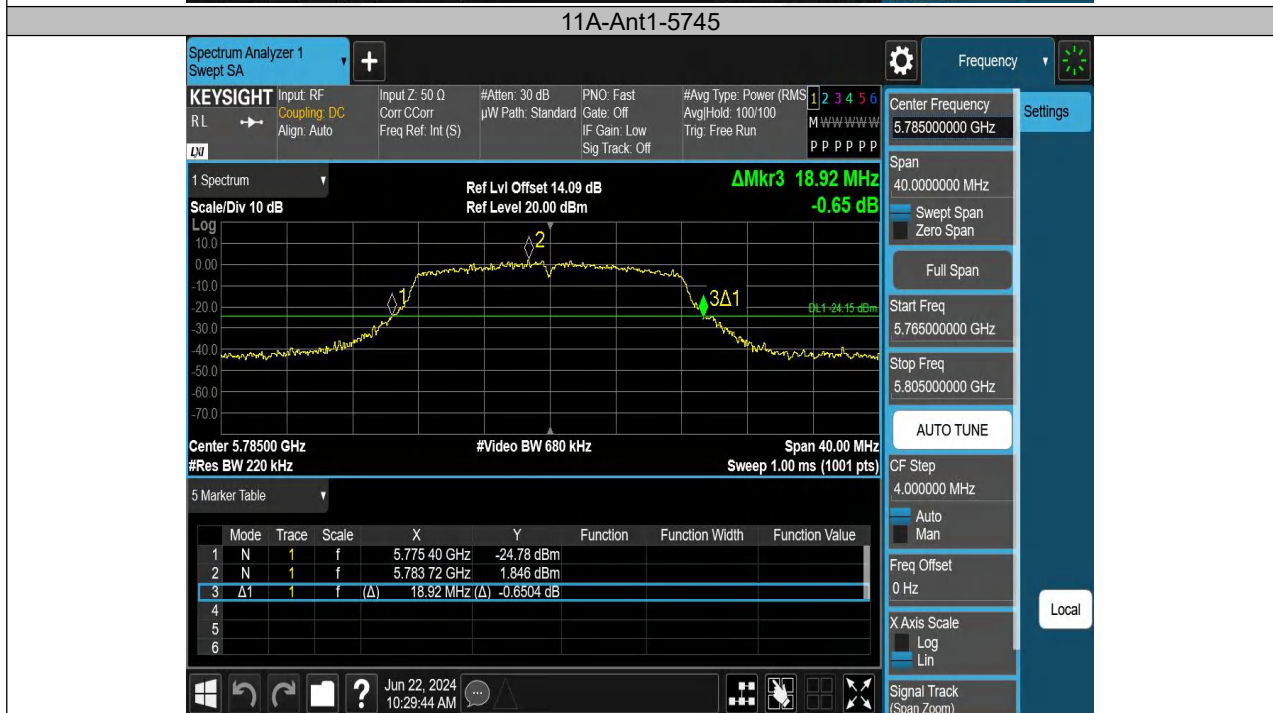 11A-Ant1-5745
Spectrum Analyzer 1
Swept SA
+
Frequency
KEYSIGHT
RL
LXI
Input: RF
Coupling: DC
Align: Auto
Input Z: 50 Ω
Corr CCorr
Freq Ref: Int (S)
#Atten: 30 dB
µW Path: Standard
PNO: Fast
Gate: Off
IF Gain: Low
Sig Track: Off
#Avg Type: Power (RMS
Avg|Hold: 100/100
Trig: Free Run
1 2 3 4 5 6
M W W W W W
P P P P P P
1 Spectrum
Scale/Div 10 dB
Ref Lvl Offset 14.09 dB
Ref Level 20.00 dBm
ΔMkr3 18.92 MHz
-0.65 dB
Log
10.0
0.00
-10.0
-20.0
-30.0
-40.0
-50.0
-60.0
-70.0
1
2
3Δ1
DL1 -24.15 dBm
Center 5.78500 GHz
#Video BW 680 kHz
Span 40.00 MHz
#Res BW 220 kHz
Sweep 1.00 ms (1001 pts)
5 Marker Table
Mode Trace Scale X Y Function Function Width Function Value
1 N 1 f 5.775 40 GHz -24.78 dBm
2 N 1 f 5.783 72 GHz 1.846 dBm
3 Δ1 1 f (Δ) 18.92 MHz (Δ) -0.6504 dB
4
5
6
Center Frequency
5.785000000 GHz
Settings
Span
40.0000000 MHz
Swept Span
Zero Span
Full Span
Start Freq
5.765000000 GHz
Stop Freq
5.805000000 GHz
AUTO TUNE
CF Step
4.000000 MHz
Auto
Man
Freq Offset
0 Hz
X Axis Scale
Log
Lin
Local
Signal Track
(Span Zoom)
?
Jun 22, 2024
10:29:44 AM